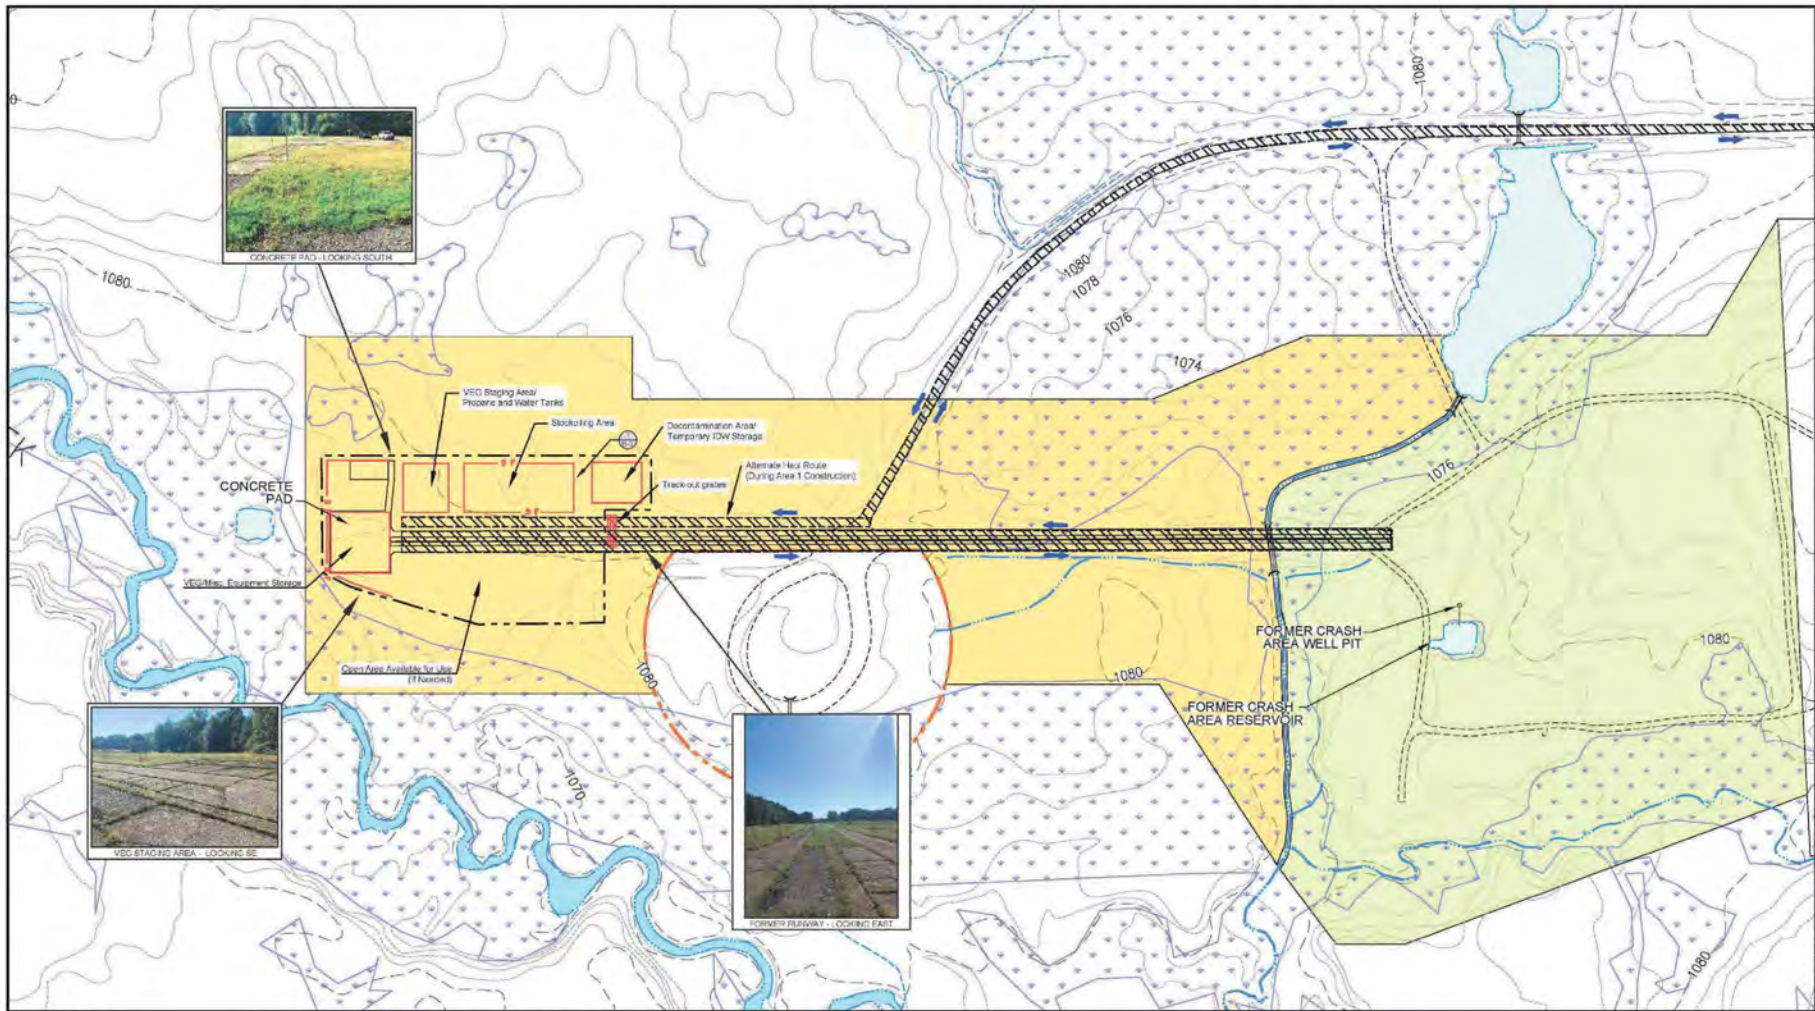 1080
1080
CONCRETE PAD - LOOKING SOUTH
1080
1078
1076
1074
VEG Staging Area/
Propane and Water Tanks
Stockpiling Area
Decontamination Area/
Temporary IDW Storage
Alternate Haul Route
(During Area 1 Construction)
Track-out grates
CONCRETE
PAD
1076
VEG/Misc. Equipment Storage
FORMER CRASH
AREA WELL PIT
1080
Open Area Available for Use
(If Needed)
1080
1080
FORMER CRASH
AREA RESERVOIR
1070
VEG STAGING AREA - LOOKING SE
FORMER RUNWAY - LOOKING EAST
1080